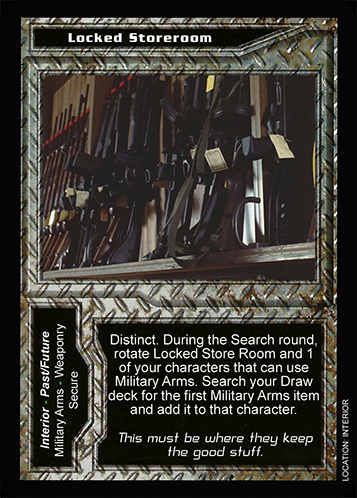 Locked Storeroom
Interior - Past/Future
Military Arms - Weaponry
Secure
Distinct. During the Search round,
rotate Locked Store Room and 1
of your characters that can use
Military Arms. Search your Draw
deck for the first Military Arms item
and add it to that character.
This must be where they keep
the good stuff.
LOCATION: INTERIOR